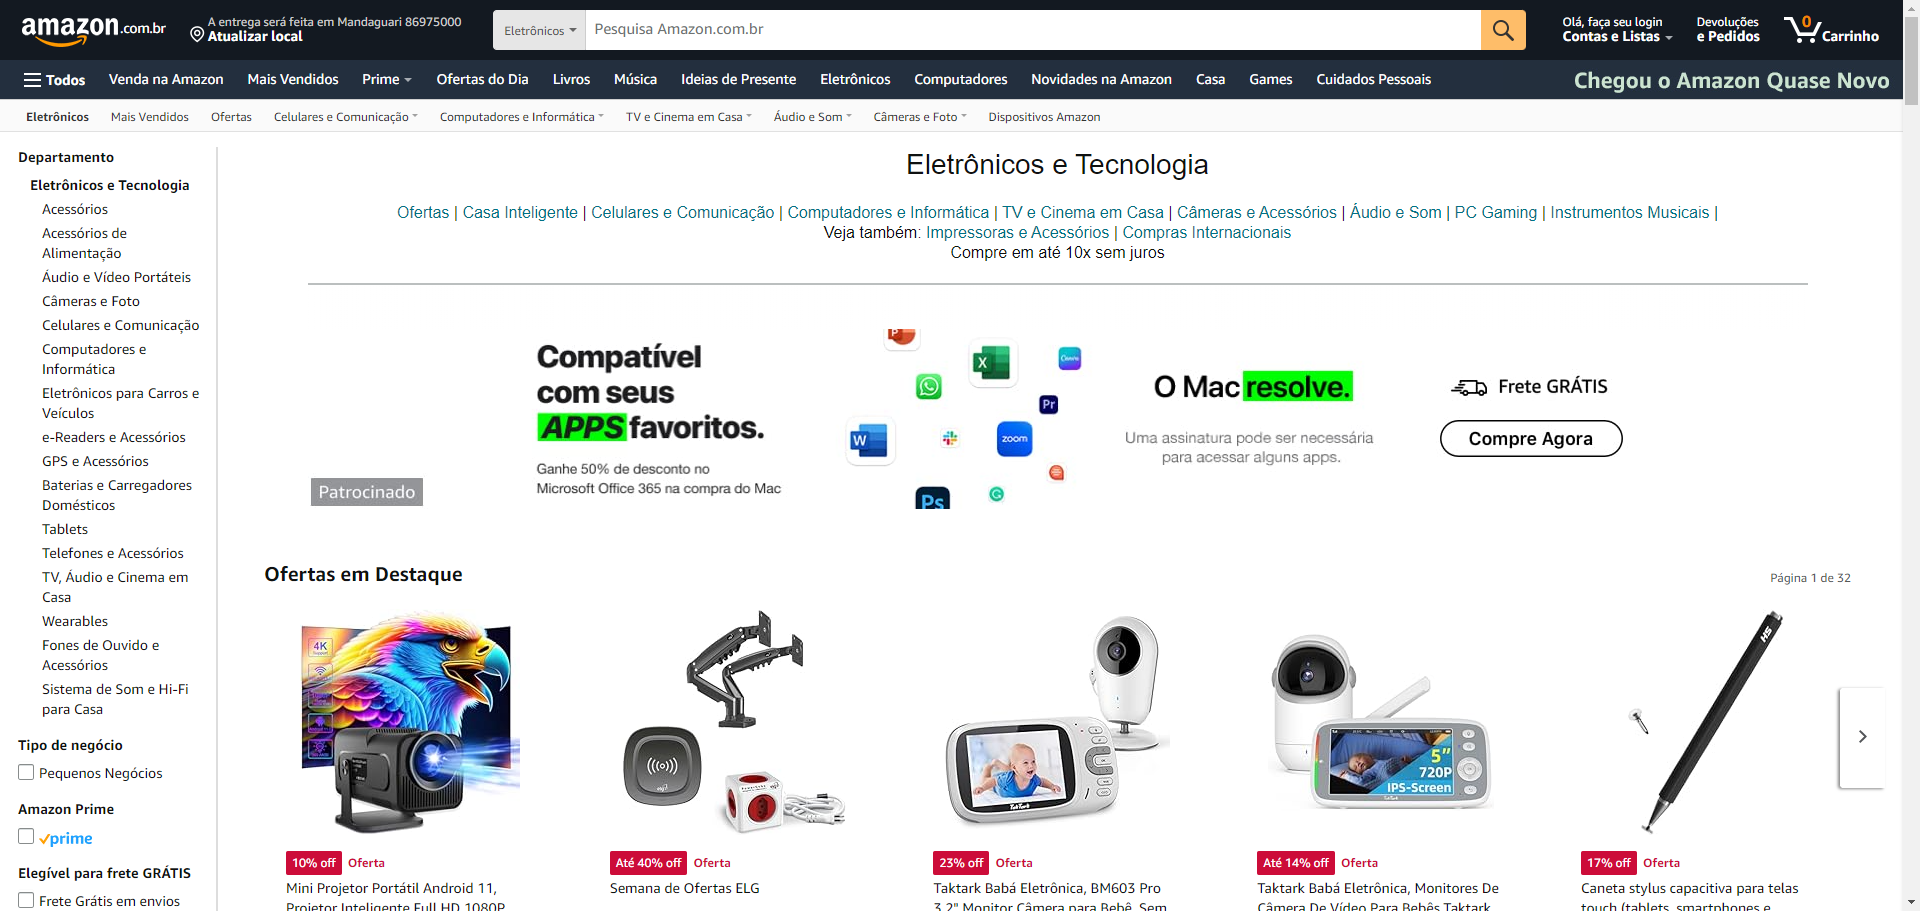 amazon.com.br
A entrega será feita em Mandaguari 86975000
Atualizar local
Eletrônicos
Pesquisa Amazon.com.br
Olá, faça seu login
Contas e Listas
Devoluções
e Pedidos
0
Carrinho
Todos
Venda na Amazon
Mais Vendidos
Prime
Ofertas do Dia
Livros
Música
Ideias de Presente
Eletrônicos
Computadores
Novidades na Amazon
Casa
Games
Cuidados Pessoais
Chegou o Amazon Quase Novo
Eletrônicos
Mais Vendidos
Ofertas
Celulares e Comunicação
Computadores e Informática
TV e Cinema em Casa
Áudio e Som
Câmeras e Foto
Dispositivos Amazon
Departamento
Eletrônicos e Tecnologia
Acessórios
Acessórios de
Alimentação
Áudio e Vídeo Portáteis
Câmeras e Foto
Celulares e Comunicação
Computadores e
Informática
Eletrônicos para Carros e
Veículos
e-Readers e Acessórios
GPS e Acessórios
Baterias e Carregadores
Domésticos
Tablets
Telefones e Acessórios
TV, Áudio e Cinema em
Casa
Wearables
Fones de Ouvido e
Acessórios
Sistema de Som e Hi-Fi
para Casa
Tipo de negócio
Pequenos Negócios
Amazon Prime
prime
Elegível para frete GRÁTIS
Frete Grátis em envios
Eletrônicos e Tecnologia
Ofertas | Casa Inteligente | Celulares e Comunicação | Computadores e Informática | TV e Cinema em Casa | Câmeras e Acessórios | Áudio e Som | PC Gaming | Instrumentos Musicais |
Veja também: Impressoras e Acessórios | Compras Internacionais
Compre em até 10x sem juros
Compatível
com seus
APPS favoritos.
Ganhe 50% de desconto no
Microsoft Office 365 na compra do Mac
Patrocinado
P
X
Canva
Pr
W
zoom
Ps
O Mac resolve.
Uma assinatura pode ser necessária
para acessar alguns apps.
Frete GRÁTIS
Compre Agora
Ofertas em Destaque
Página 1 de 32
4K
TakTark
5"
720P
IPS-Screen
HS
10% off Oferta
Mini Projetor Portátil Android 11,
Projetor Inteligente Full HD 1080P
Até 40% off Oferta
Semana de Ofertas ELG
23% off Oferta
Taktark Babá Eletrônica, BM603 Pro
3.2" Monitor Câmera para Bebê, Sem
Até 14% off Oferta
Taktark Babá Eletrônica, Monitores De
Câmera De Vídeo Para Bebês Taktark
17% off Oferta
Caneta stylus capacitiva para telas
touch (tablets, smartphones e